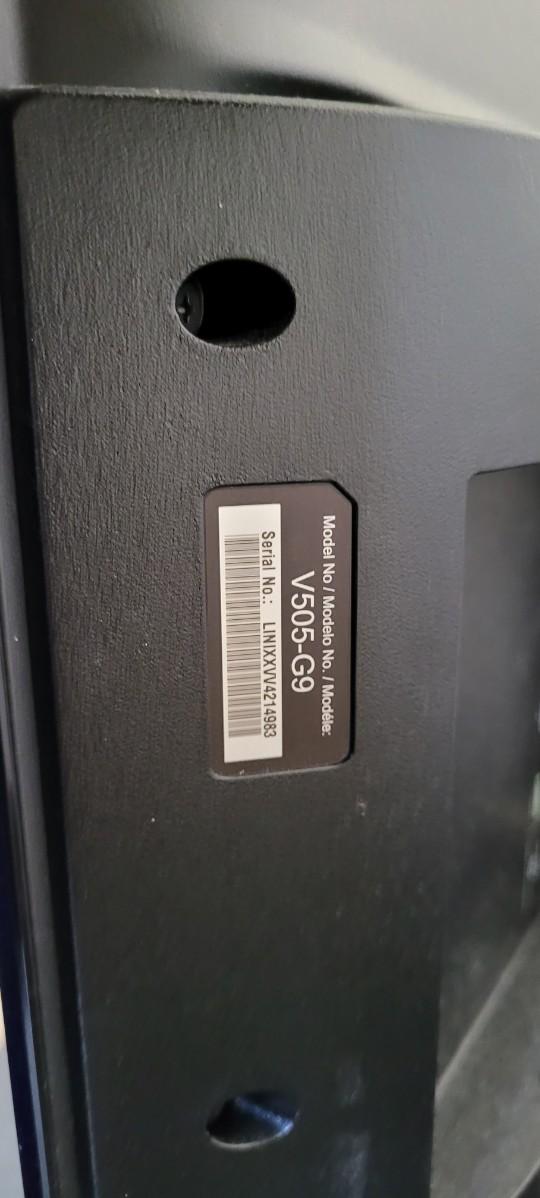 Model No / Modelo No. / Modèle:
V505-G9
Serial No.: LINIXXVV4214983